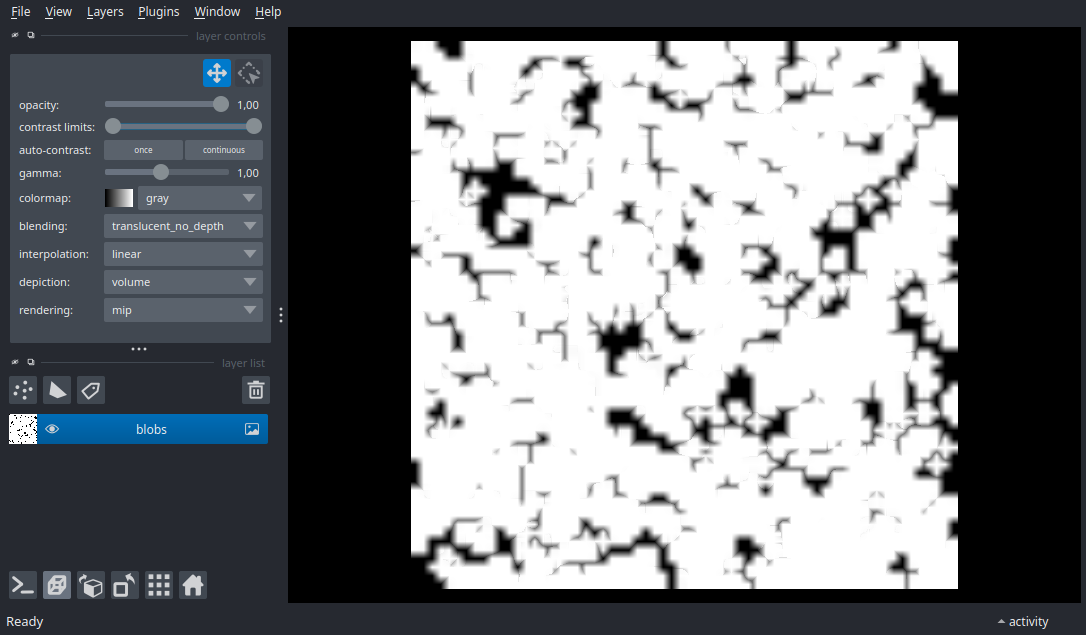 File View Layers Plugins Window Help
layer controls
opacity: 1,00
contrast limits:
auto-contrast: once continuous
gamma: 1,00
colormap: gray
blending: translucent_no_depth
interpolation: linear
depiction: volume
rendering: mip
layer list
blobs
Ready activity